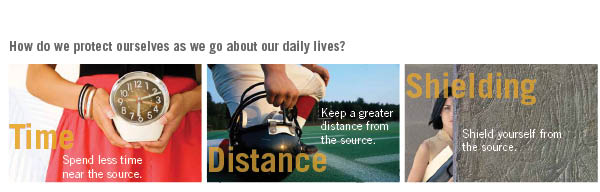 How do we protect ourselves as we go about our daily lives?
Time
Spend less time
near the source.
Distance
Keep a greater
distance from
the source.
Shielding
Shield yourself from
the source.